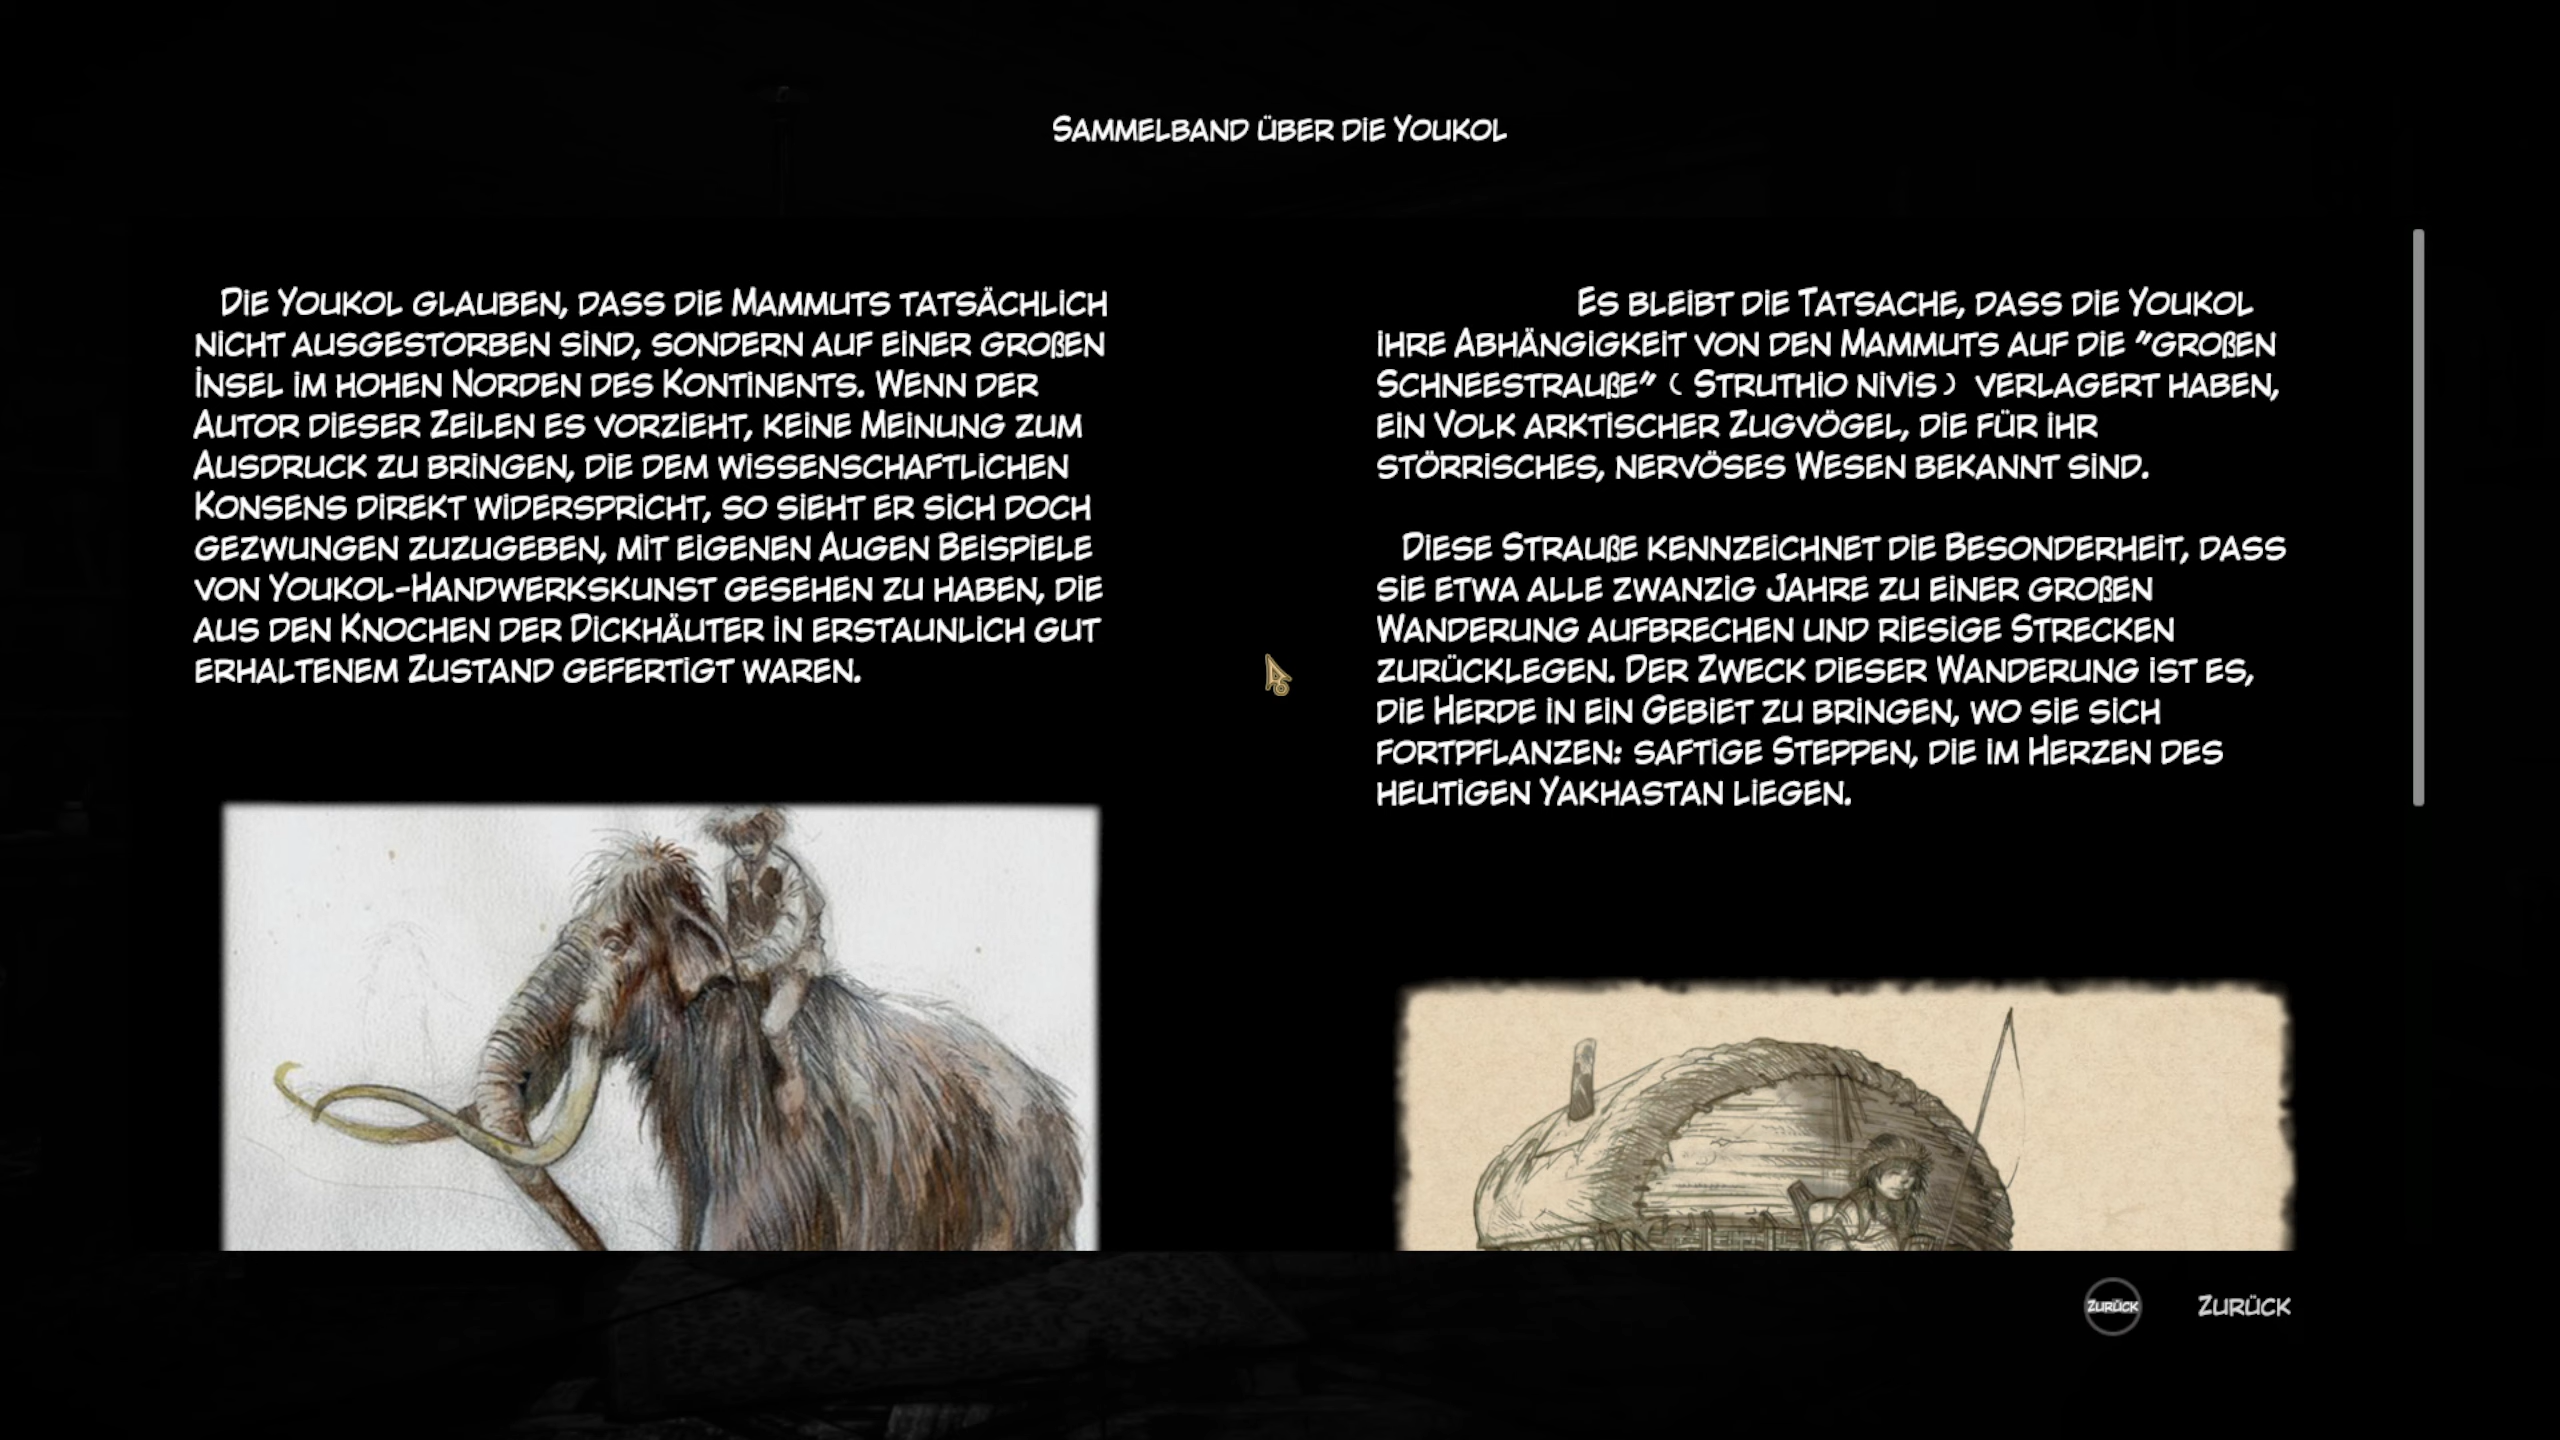 Sammelband über die Youkol
Die Youkol glauben, dass die Mammuts tatsächlich
nicht ausgestorben sind, sondern auf einer großen
Insel im hohen Norden des Kontinents. Wenn der
Autor dieser Zeilen es vorzieht, keine Meinung zum
Ausdruck zu bringen, die dem wissenschaftlichen
Konsens direkt widerspricht, so sieht er sich doch
gezwungen zuzugeben, mit eigenen Augen Beispiele
von Youkol-Handwerkskunst gesehen zu haben, die
aus den Knochen der Dickhäuter in erstaunlich gut
erhaltenem Zustand gefertigt waren.
Es bleibt die Tatsache, dass die Youkol
ihre Abhängigkeit von den Mammuts auf die "großen
Schneestrauße" ( Struthio nivis ) verlagert haben,
ein Volk arktischer Zugvögel, die für ihr
störrisches, nervöses Wesen bekannt sind.
Diese Strauße kennzeichnet die Besonderheit, dass
sie etwa alle zwanzig Jahre zu einer großen
Wanderung aufbrechen und riesige Strecken
zurücklegen. Der Zweck dieser Wanderung ist es,
die Herde in ein Gebiet zu bringen, wo sie sich
fortpflanzen: saftige Steppen, die im Herzen des
heutigen Yakhastan liegen.
Zurück Zurück